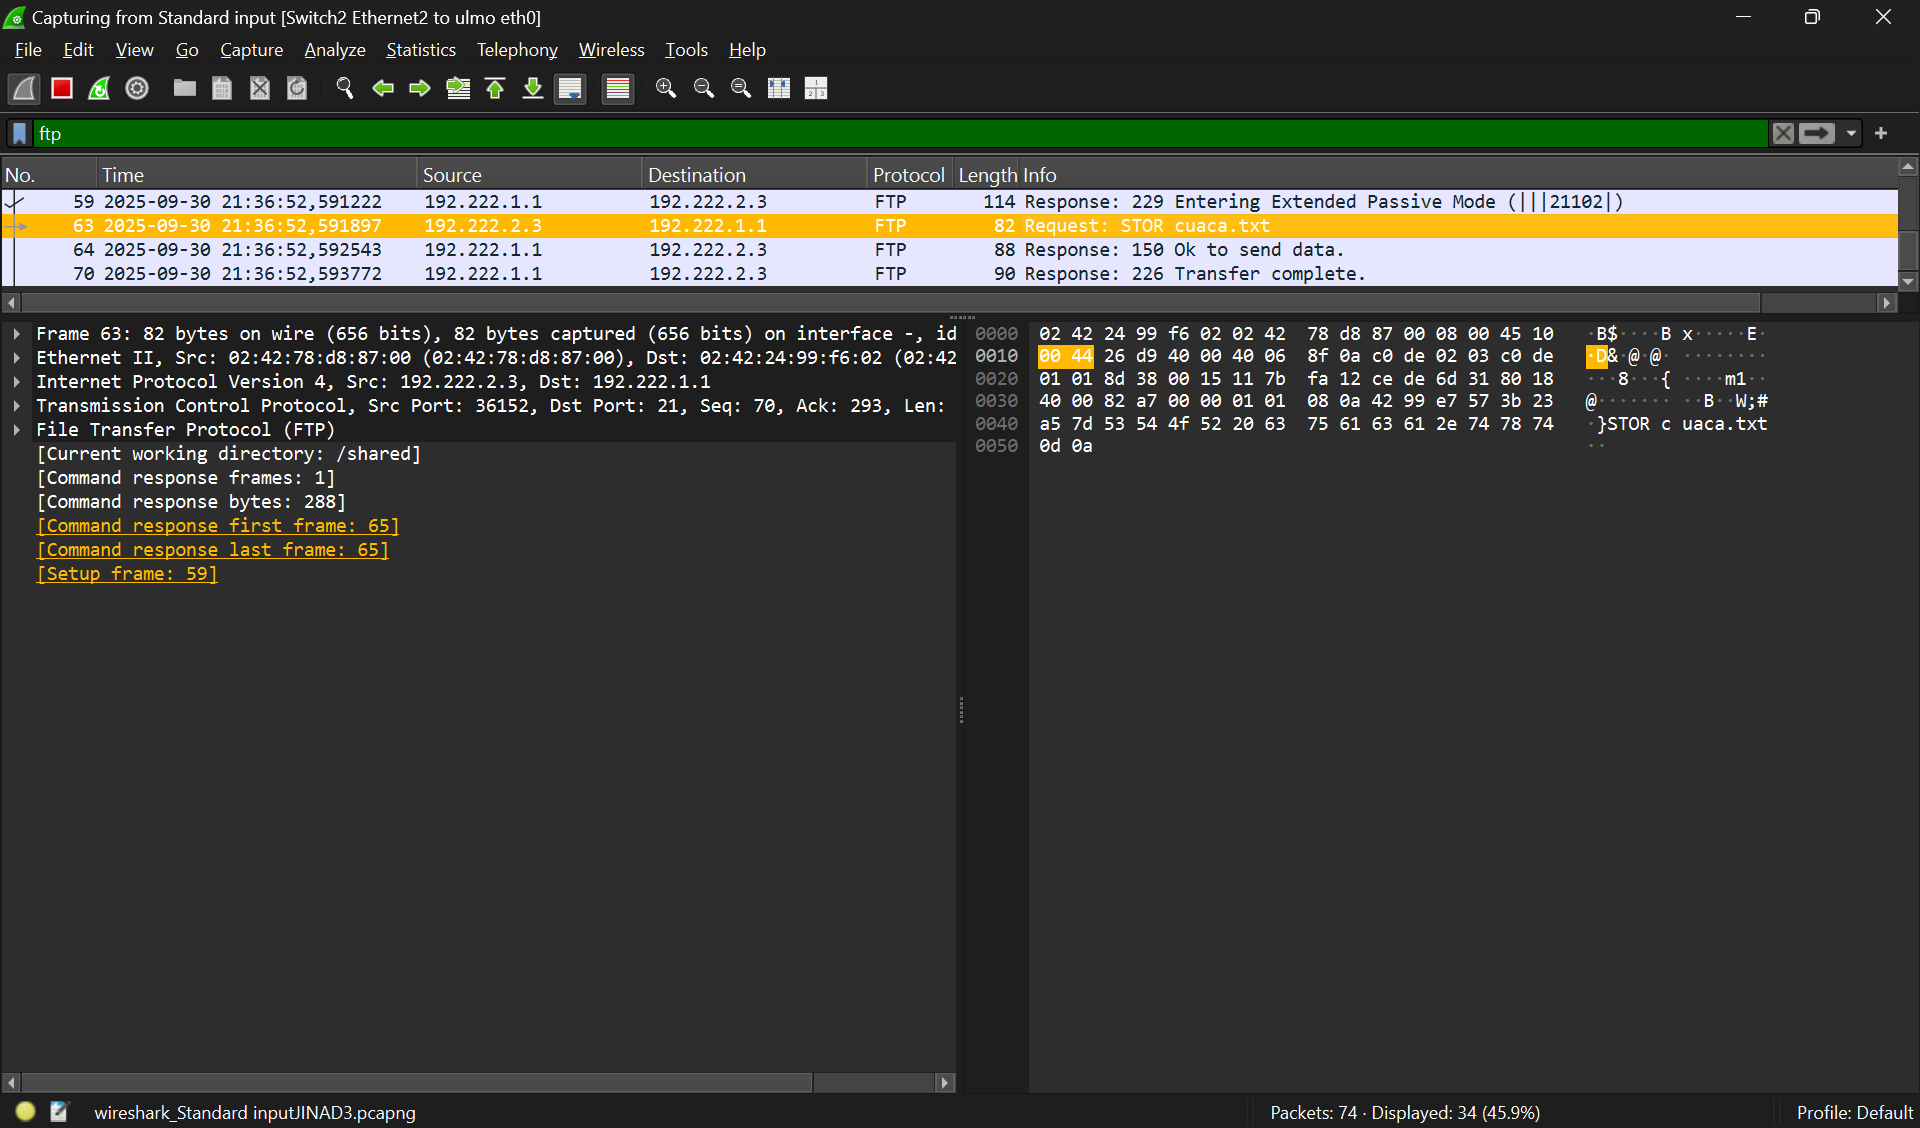 Capturing from Standard input [Switch2 Ethernet2 to ulmo eth0]
File Edit View Go Capture Analyze Statistics Telephony Wireless Tools Help
ftp
No. Time Source Destination Protocol Length Info
59 2025-09-30 21:36:52,591222 192.222.1.1 192.222.2.3 FTP 114 Response: 229 Entering Extended Passive Mode (|||21102|)
63 2025-09-30 21:36:52,591897 192.222.2.3 192.222.1.1 FTP 82 Request: STOR cuaca.txt
64 2025-09-30 21:36:52,592543 192.222.1.1 192.222.2.3 FTP 88 Response: 150 Ok to send data.
70 2025-09-30 21:36:52,593772 192.222.1.1 192.222.2.3 FTP 90 Response: 226 Transfer complete.
Frame 63: 82 bytes on wire (656 bits), 82 bytes captured (656 bits) on interface -, id
Ethernet II, Src: 02:42:78:d8:87:00 (02:42:78:d8:87:00), Dst: 02:42:24:99:f6:02 (02:42
Internet Protocol Version 4, Src: 192.222.2.3, Dst: 192.222.1.1
Transmission Control Protocol, Src Port: 36152, Dst Port: 21, Seq: 70, Ack: 293, Len:
File Transfer Protocol (FTP)
[Current working directory: /shared]
[Command response frames: 1]
[Command response bytes: 288]
[Command response first frame: 65]
[Command response last frame: 65]
[Setup frame: 59]
0000 02 42 24 99 f6 02 02 42 78 d8 87 00 08 00 45 10 ·B$····B x·····E·
0010 00 44 26 d9 40 00 40 06 8f 0a c0 de 02 03 c0 de ·D&·@·@· ········
0020 01 01 8d 38 00 15 11 7b fa 12 ce de 6d 31 80 18 ···8···{ ····m1··
0030 40 00 82 a7 00 00 01 01 08 0a 42 99 e7 57 3b 23 @······· ··B··W;#
0040 a5 7d 53 54 4f 52 20 63 75 61 63 61 2e 74 78 74 ·}STOR c uaca.txt
0050 0d 0a ··
wireshark_Standard inputJINAD3.pcapng Packets: 74 · Displayed: 34 (45.9%) Profile: Default